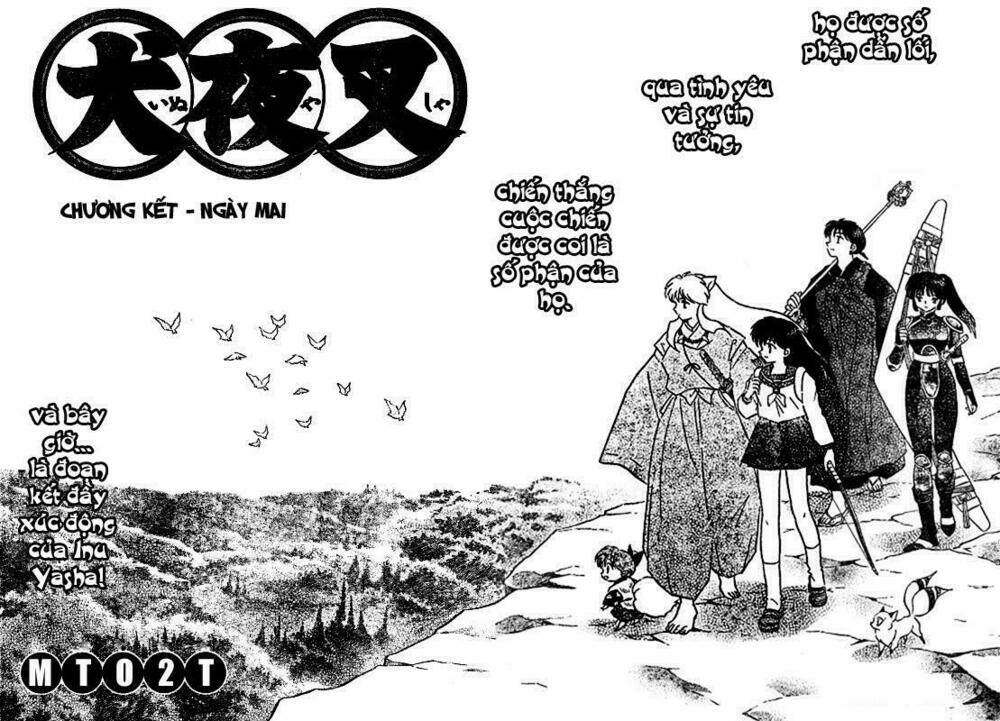 犬夜叉
いぬ や しゃ
CHƯƠNG KẾT - NGÀY MAI
họ được số
phận dẫn lối,
qua tình yêu
và sự tin
tưởng,
chiến thắng
cuộc chiến
được coi là
số phận của
họ.
và bây
giờ...
là đoạn
kết đầy
xúc động
của Inu
Yasha!
MTO2T